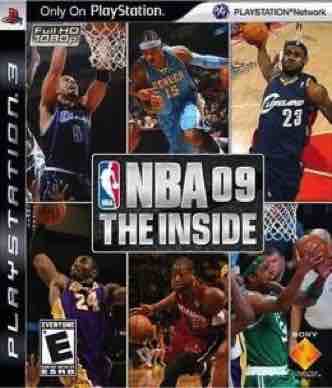 Only On PlayStation.
PLAYSTATION®Network
Full HD
1080p
PLAYSTATION 3
15
CLEVELAND
23
NBA 09
THE INSIDE
24
EVERYONE
E
ESRB
SONY